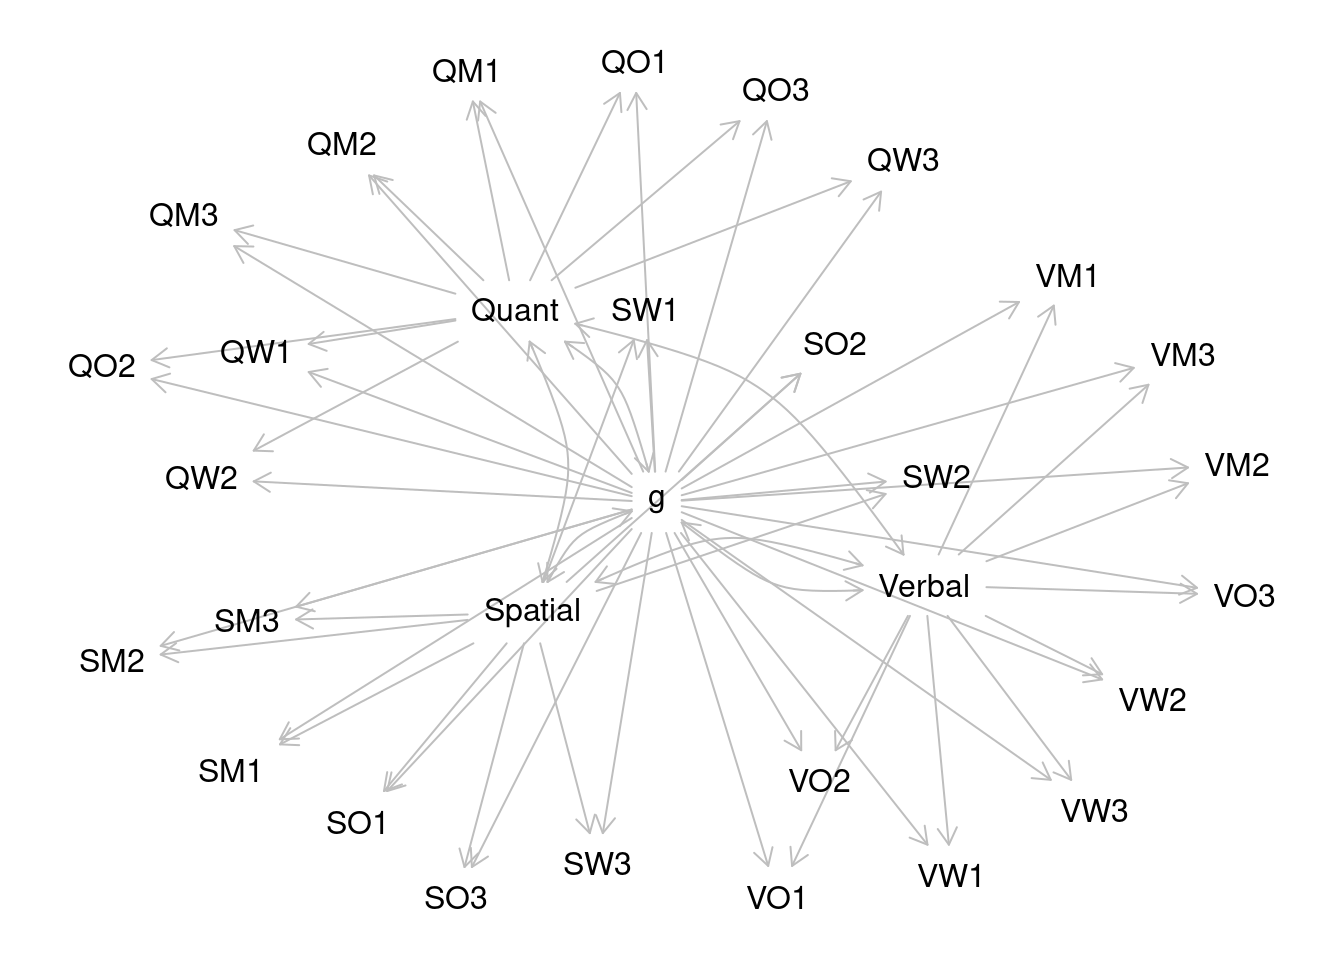 QO1
QM1
QO3
QM2
QW3
QM3
VM1
Quant
SW1
SO2
QW1
VM3
QO2
VM2
SW2
QW2
g
Verbal
VO3
Spatial
SM3
SM2
VW2
SM1
VO2
VW3
SO1
SW3
VW1
SO3
VO1